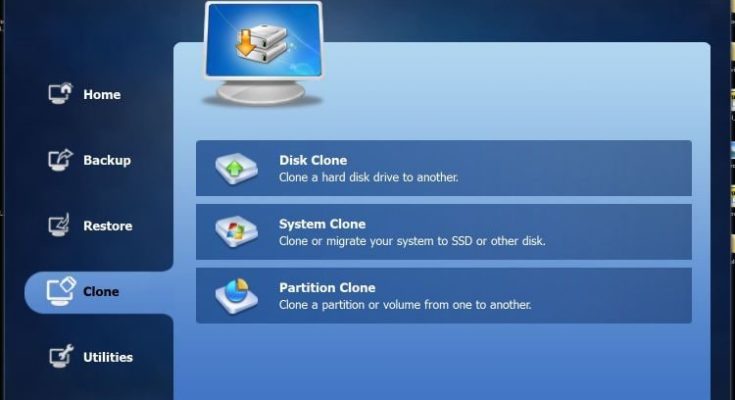 Home
Backup
Restore
Clone
Utilities
Disk Clone
Clone a hard disk drive to another.
System Clone
Clone or migrate your system to SSD or other disk.
Partition Clone
Clone a partition or volume from one to another.